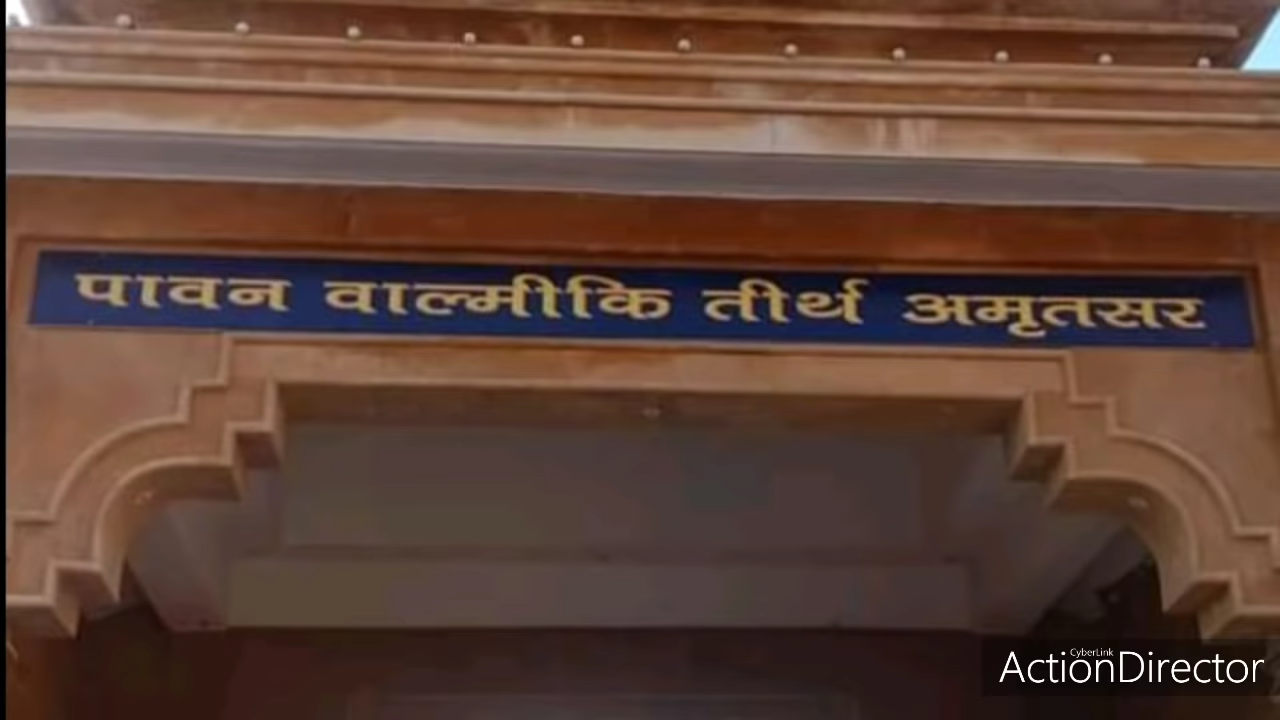 पावन वाल्मीकि तीर्थ अमृतसर
CyberLink
ActionDirector